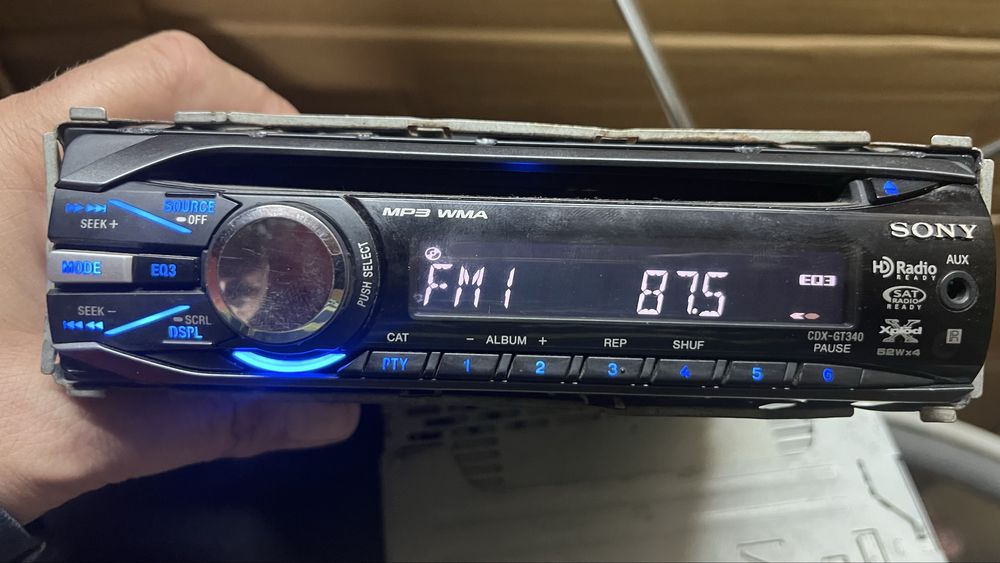 SOURCE
OFF
SEEK +
MODE
EQ3
SEEK −
SCRL
DSPL
PUSH SELECT
MP3 WMA
FM1 87.5 EQ3
SONY
HD Radio
READY
SAT
RADIO
READY
AUX
Xplod
52W×4
CDX-GT340
CAT − ALBUM + REP SHUF PAUSE
PTY 1 2 3 4 5 6